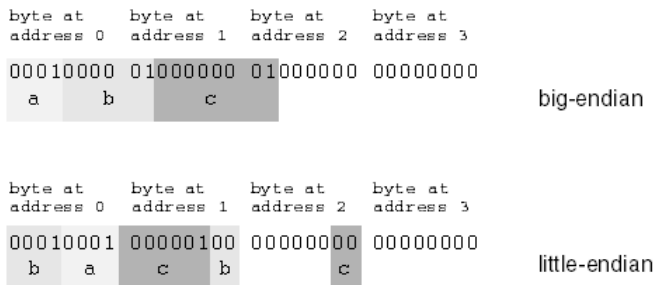 byte at byte at byte at byte at
address 0 address 1 address 2 address 3
00010000 01000000 01000000 00000000
a b c
big-endian
byte at byte at byte at byte at
address 0 address 1 address 2 address 3
00010001 00000100 00000000 00000000
b a c b c
little-endian